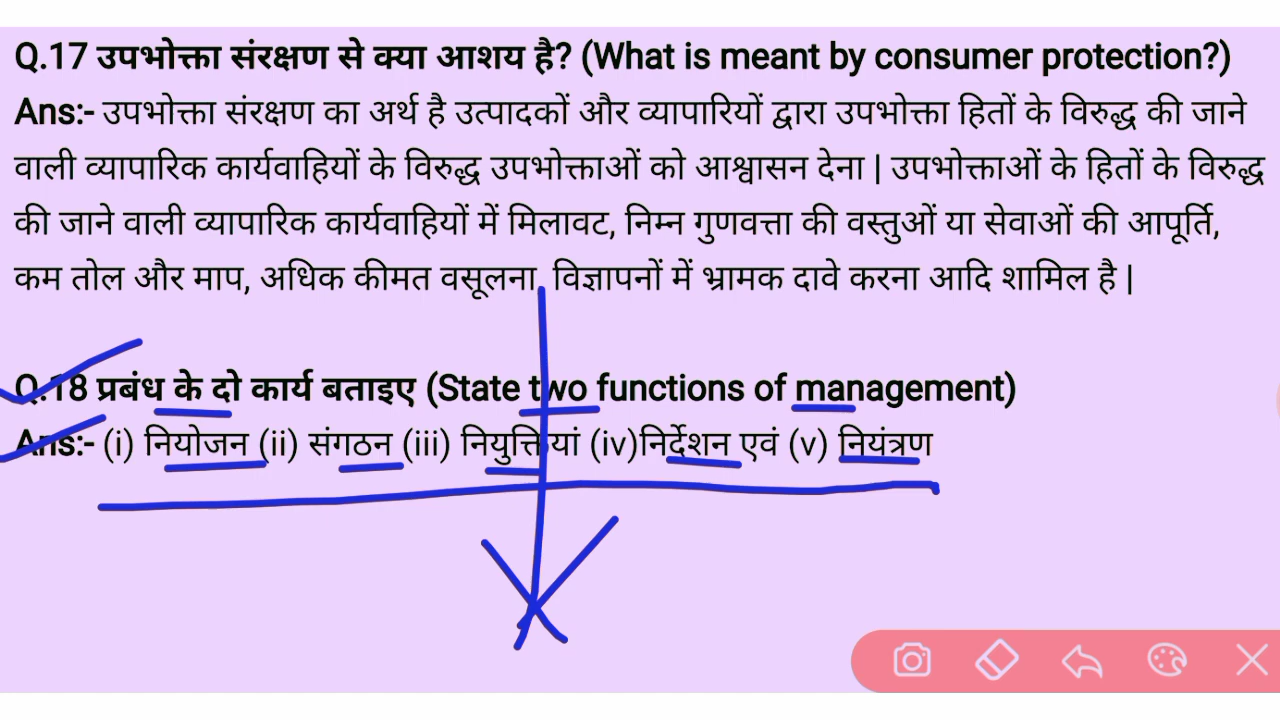 Q.17 उपभोक्ता संरक्षण से क्या आशय है? (What is meant by consumer protection?)
Ans:- उपभोक्ता संरक्षण का अर्थ है उत्पादकों और व्यापारियों द्वारा उपभोक्ता हितों के विरुद्ध की जाने
वाली व्यापारिक कार्यवाहियों के विरुद्ध उपभोक्ताओं को आश्वासन देना | उपभोक्ताओं के हितों के विरुद्ध
की जाने वाली व्यापारिक कार्यवाहियों में मिलावट, निम्न गुणवत्ता की वस्तुओं या सेवाओं की आपूर्ति,
कम तोल और माप, अधिक कीमत वसूलना, विज्ञापनों में भ्रामक दावे करना आदि शामिल है |
Q.18 प्रबंध के दो कार्य बताइए (State two functions of management)
Ans:- (i) नियोजन (ii) संगठन (iii) नियुक्तियां (iv)निर्देशन एवं (v) नियंत्रण